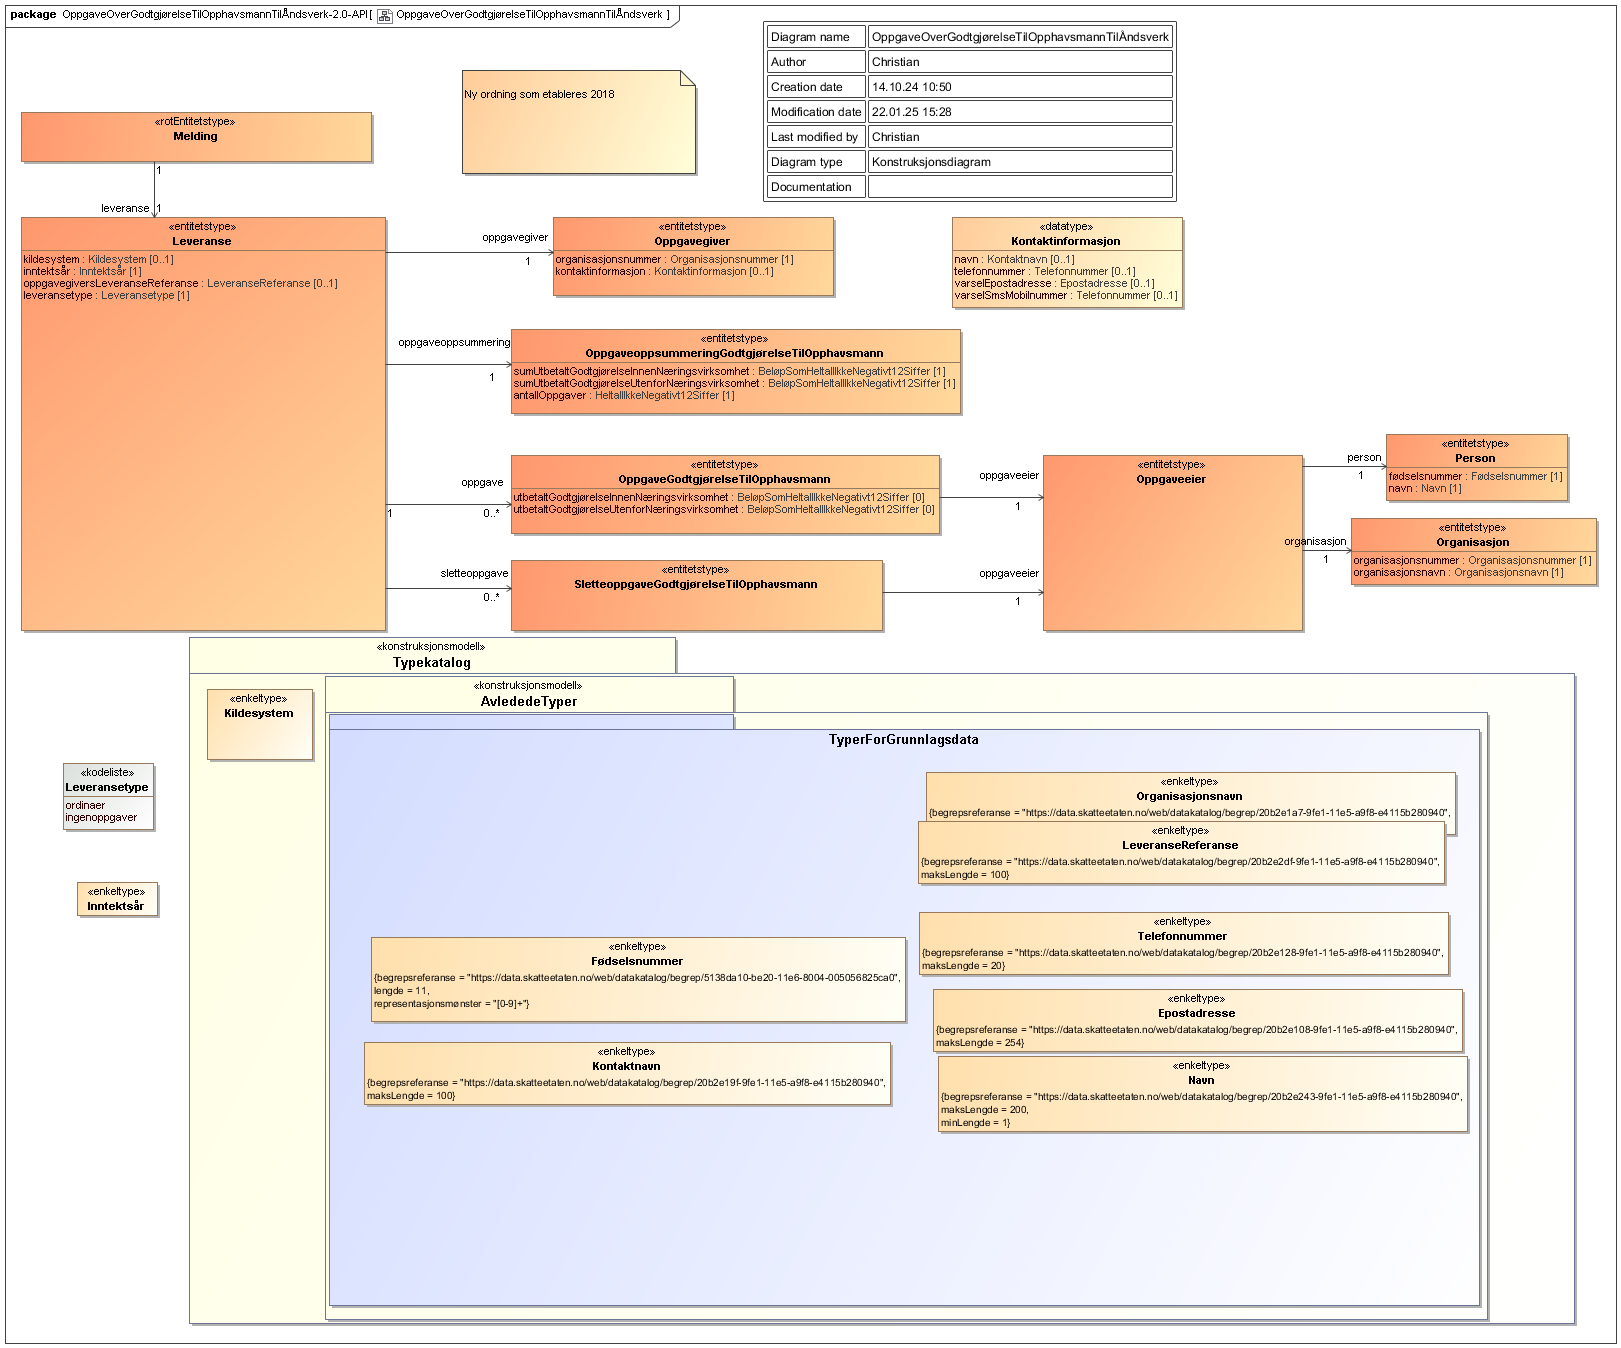 package OppgaveOverGodtgjørelseTilOpphavsmannTilÅndsverk-2.0-API[ OppgaveOverGodtgjørelseTilOpphavsmannTilÅndsverk ]
Diagram name OppgaveOverGodtgjørelseTilOpphavsmannTilÅndsverk
Author Christian
Creation date 14.10.24 10:50
Modification date 22.01.25 15:28
Last modified by Christian
Diagram type Konstruksjonsdiagram
Documentation
Ny ordning som etableres 2018
«rotEntitetstype»
Melding
1
leveranse 1
«entitetstype»
Leveranse
kildesystem : Kildesystem [0..1]
inntektsår : Inntektsår [1]
oppgavegiversLeveranseReferanse : LeveranseReferanse [0..1]
leveransetype : Leveransetype [1]
oppgavegiver
1
«entitetstype»
Oppgavegiver
organisasjonsnummer : Organisasjonsnummer [1]
kontaktinformasjon : Kontaktinformasjon [0..1]
«datatype»
Kontaktinformasjon
navn : Kontaktnavn [0..1]
telefonnummer : Telefonnummer [0..1]
varselEpostadresse : Epostadresse [0..1]
varselSmsMobilnummer : Telefonnummer [0..1]
oppgaveoppsummering
1
«entitetstype»
OppgaveoppsummeringGodtgjørelseTilOpphavsmann
sumUtbetaltGodtgjørelseInnenNæringsvirksomhet : BeløpSomHeltallIkkeNegativt12Siffer [1]
sumUtbetaltGodtgjørelseUtenforNæringsvirksomhet : BeløpSomHeltallIkkeNegativt12Siffer [1]
antallOppgaver : HeltallIkkeNegativt12Siffer [1]
oppgave
1
0..*
«entitetstype»
OppgaveGodtgjørelseTilOpphavsmann
utbetaltGodtgjørelseInnenNæringsvirksomhet : BeløpSomHeltallIkkeNegativt12Siffer [0]
utbetaltGodtgjørelseUtenforNæringsvirksomhet : BeløpSomHeltallIkkeNegativt12Siffer [0]
oppgaveeier
1
«entitetstype»
Oppgaveeier
person
1
«entitetstype»
Person
fødselsnummer : Fødselsnummer [1]
navn : Navn [1]
organisasjon
1
«entitetstype»
Organisasjon
organisasjonsnummer : Organisasjonsnummer [1]
organisasjonsnavn : Organisasjonsnavn [1]
sletteoppgave
0..*
«entitetstype»
SletteoppgaveGodtgjørelseTilOpphavsmann
oppgaveeier
1
«konstruksjonsmodell»
Typekatalog
«enkeltype»
Kildesystem
«konstruksjonsmodell»
AvlededeTyper
TyperForGrunnlagsdata
«kodeliste»
Leveransetype
ordinaer
ingenoppgaver
«enkeltype»
Inntektsår
«enkeltype»
Organisasjonsnavn
{begrepsreferanse = "https://data.skatteetaten.no/web/datakatalog/begrep/20b2e1a7-9fe1-11e5-a9f8-e4115b280940",
«enkeltype»
LeveranseReferanse
{begrepsreferanse = "https://data.skatteetaten.no/web/datakatalog/begrep/20b2e2df-9fe1-11e5-a9f8-e4115b280940",
maksLengde = 100}
«enkeltype»
Telefonnummer
{begrepsreferanse = "https://data.skatteetaten.no/web/datakatalog/begrep/20b2e128-9fe1-11e5-a9f8-e4115b280940",
maksLengde = 20}
«enkeltype»
Fødselsnummer
{begrepsreferanse = "https://data.skatteetaten.no/web/datakatalog/begrep/5138da10-be20-11e6-8004-005056825ca0",
lengde = 11,
representasjonsmønster = "[0-9]+"}
«enkeltype»
Epostadresse
{begrepsreferanse = "https://data.skatteetaten.no/web/datakatalog/begrep/20b2e108-9fe1-11e5-a9f8-e4115b280940",
maksLengde = 254}
«enkeltype»
Kontaktnavn
{begrepsreferanse = "https://data.skatteetaten.no/web/datakatalog/begrep/20b2e19f-9fe1-11e5-a9f8-e4115b280940",
maksLengde = 100}
«enkeltype»
Navn
{begrepsreferanse = "https://data.skatteetaten.no/web/datakatalog/begrep/20b2e243-9fe1-11e5-a9f8-e4115b280940",
maksLengde = 200,
minLengde = 1}